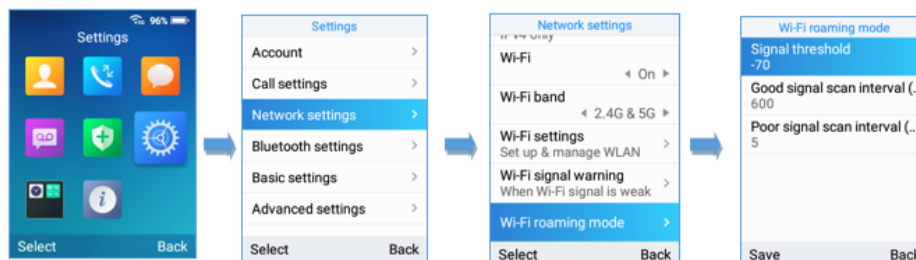 96%
Settings
Select Back
Settings
Account
Call settings
Network settings
Bluetooth settings
Basic settings
Advanced settings
Select Back
Network settings
IPv4 only
Wi-Fi
On
Wi-Fi band
2.4G & 5G
Wi-Fi settings
Set up & manage WLAN
Wi-Fi signal warning
When Wi-Fi signal is weak
Wi-Fi roaming mode
Select Back
Wi-Fi roaming mode
Signal threshold
-70
Good signal scan interval (..
600
Poor signal scan interval (...
5
Save Back